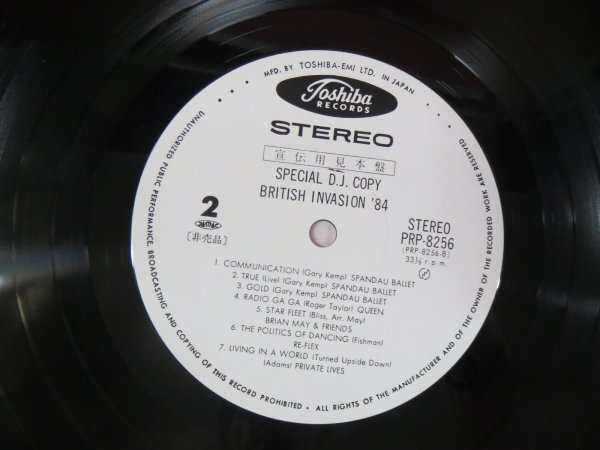 MFD. BY TOSHIBA-EMI LTD. IN JAPAN
Toshiba
RECORDS
STEREO
宣伝用見本盤
SPECIAL D.J. COPY
BRITISH INVASION '84
2
〔非売品〕
STEREO
PRP-8256
(PRP-8256-B)
33⅓ r.p.m.
1. COMMUNICATION (Gary Kemp) SPANDAU BALLET
2. TRUE (Live) (Gary Kemp) SPANDAU BALLET
3. GOLD (Gary Kemp) SPANDAU BALLET
4. RADIO GA GA (Roger Taylor) QUEEN
5. STAR FLEET (Bliss, Arr. May)
BRIAN MAY & FRIENDS
6. THE POLITICS OF DANCING (Fishman)
RE-FLEX
7. LIVING IN A WORLD (Turned Upside Down)
(Adams) PRIVATE LIVES
UNAUTHORIZED PUBLIC PERFORMANCE, BROADCASTING AND COPYING OF THIS RECORD PROHIBITED • ALL RIGHTS OF THE MANUFACTURER AND OF THE OWNER OF THE RECORDED WORK ARE RESERVED